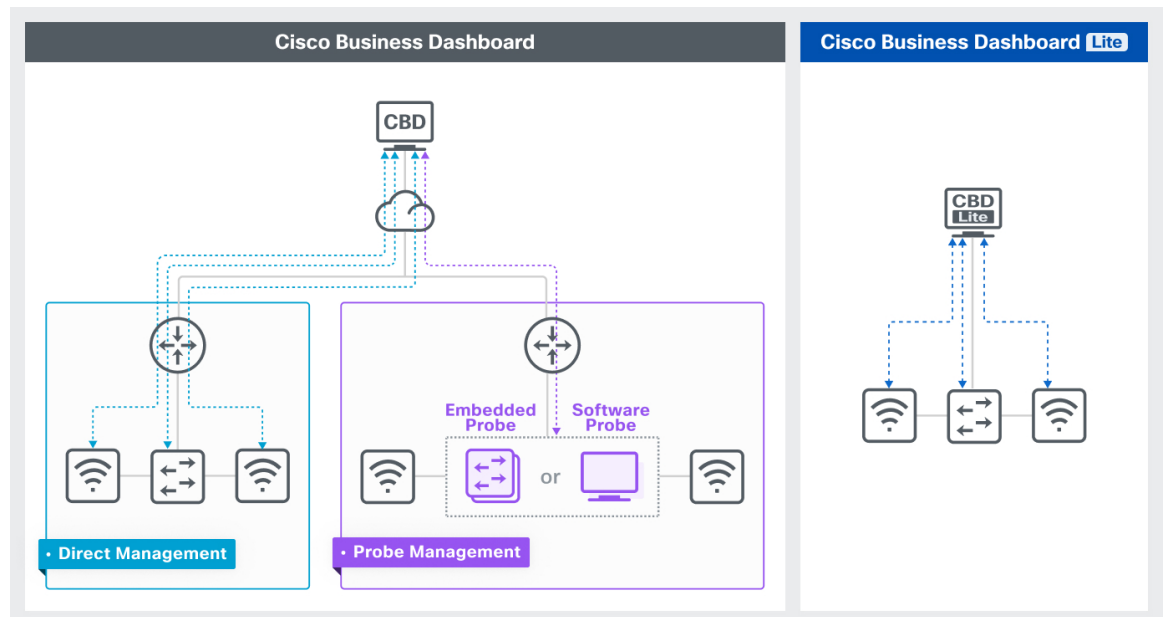 Cisco Business Dashboard
CBD
Embedded
Probe
Software
Probe
or
• Direct Management
• Probe Management
Cisco Business Dashboard Lite
CBD
Lite